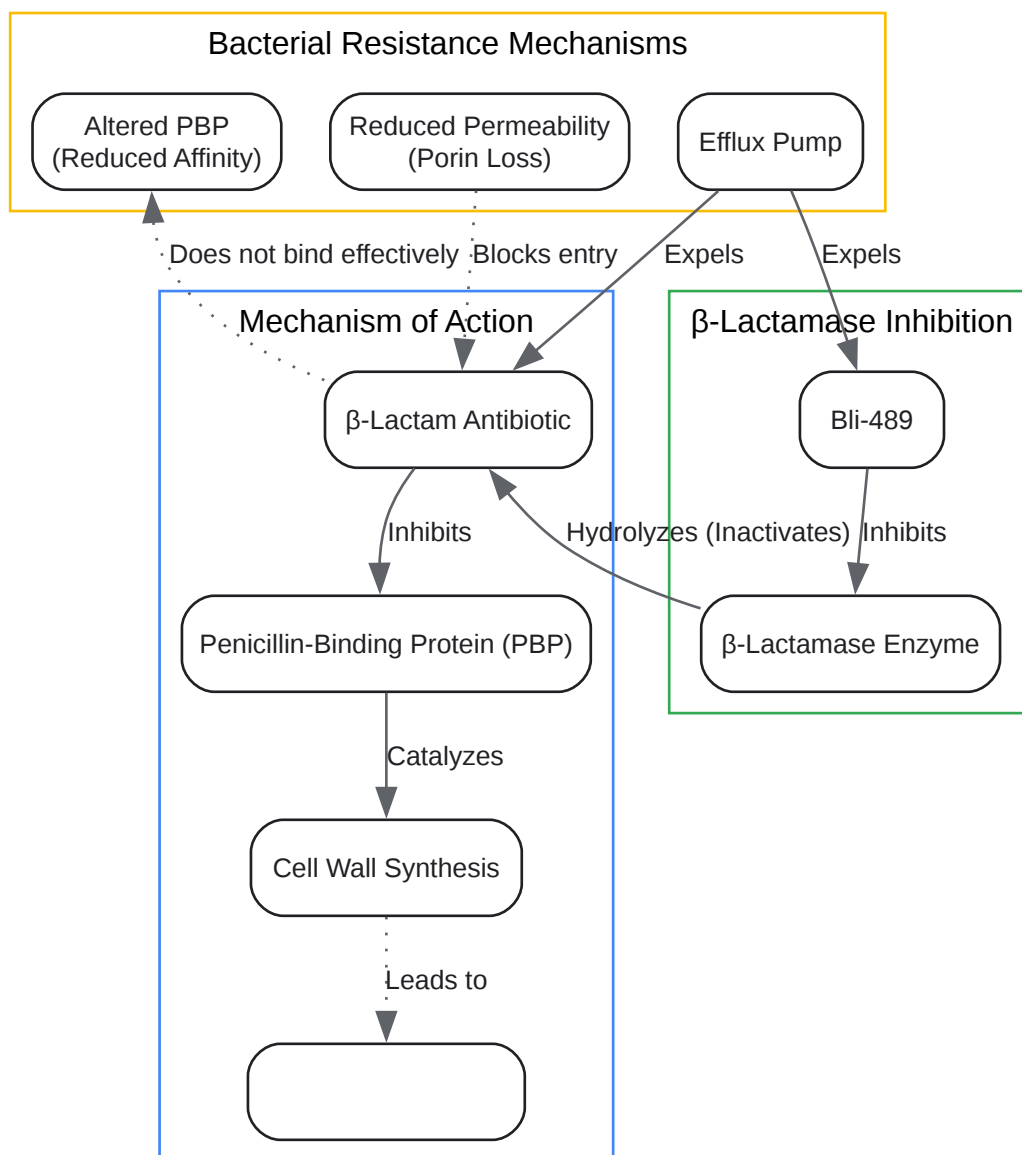 Bacterial Resistance Mechanisms
Altered PBP
(Reduced Affinity)
Reduced Permeability
(Porin Loss)
Efflux Pump
Does not bind effectively
Blocks entry
Expels
Expels
Mechanism of Action
β-Lactamase Inhibition
β-Lactam Antibiotic
Bli-489
Inhibits
Hydrolyzes (Inactivates)
Inhibits
Penicillin-Binding Protein (PBP)
β-Lactamase Enzyme
Catalyzes
Cell Wall Synthesis
Leads to